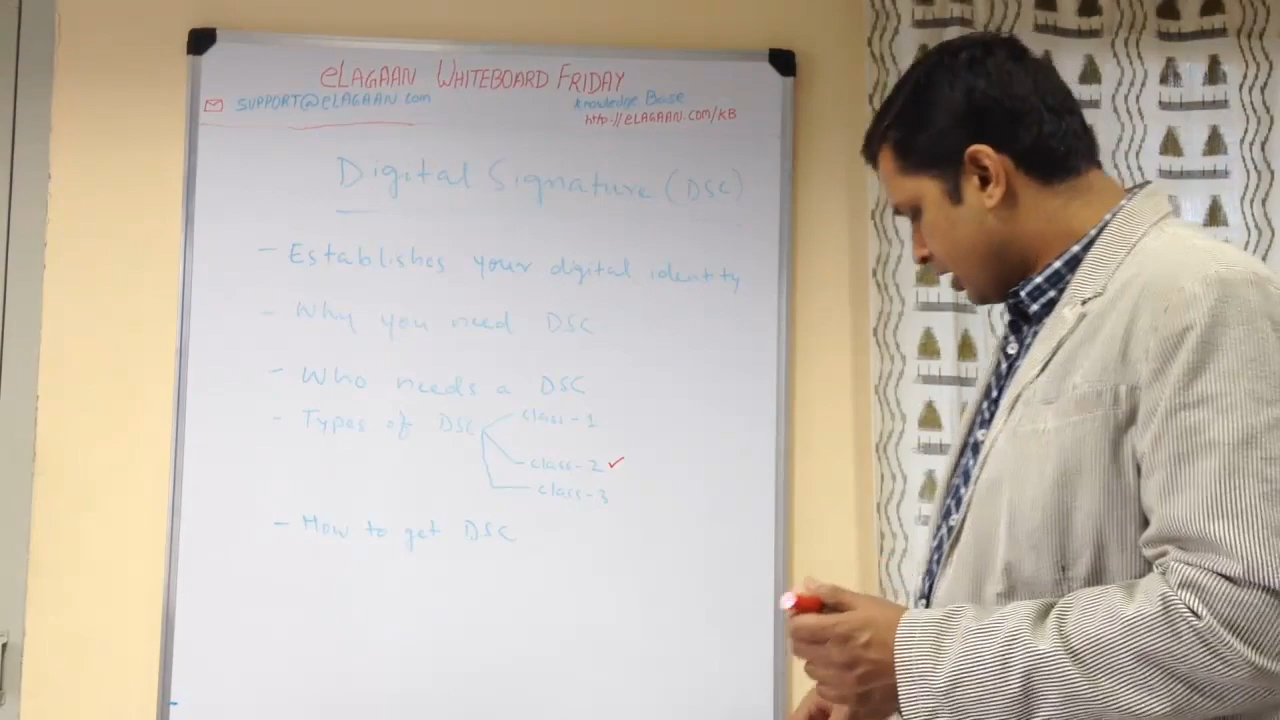 eLAGAAN WHITEBOARD FRIDAY
SUPPORT@eLAGAAN.com
Knowledge Base
http://eLAGAAN.COM/KB
Digital Signature (DSC)
- Establishes your digital identity
- Why you need DSC
- Who needs a DSC
- Types of DSC
class-1
class-2 ✓
class-3
- How to get DSC